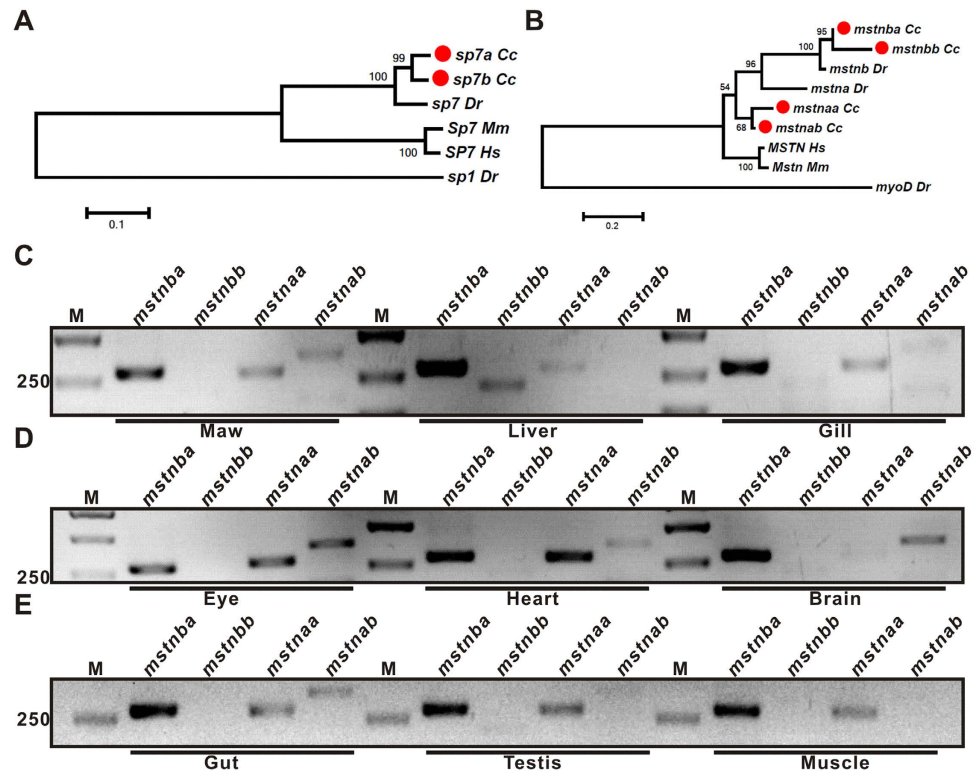 A
99
sp7a Cc
100
sp7b Cc
sp7 Dr
Sp7 Mm
100
SP7 Hs
sp1 Dr
0.1
B
95
mstnba Cc
100
mstnbb Cc
96
mstnb Dr
mstna Dr
54
mstnaa Cc
68
mstnab Cc
MSTN Hs
100
Mstn Mm
myoD Dr
0.2
C
M mstnba mstnbb mstnaa mstnab M mstnba mstnbb mstnaa mstnab M mstnba mstnbb mstnaa mstnab
250
Maw Liver Gill
D
M mstnba mstnbb mstnaa mstnab M mstnba mstnbb mstnaa mstnab M mstnba mstnbb mstnaa mstnab
250
Eye Heart Brain
E
M mstnba mstnbb mstnaa mstnab M mstnba mstnbb mstnaa mstnab M mstnba mstnbb mstnaa mstnab
250
Gut Testis Muscle